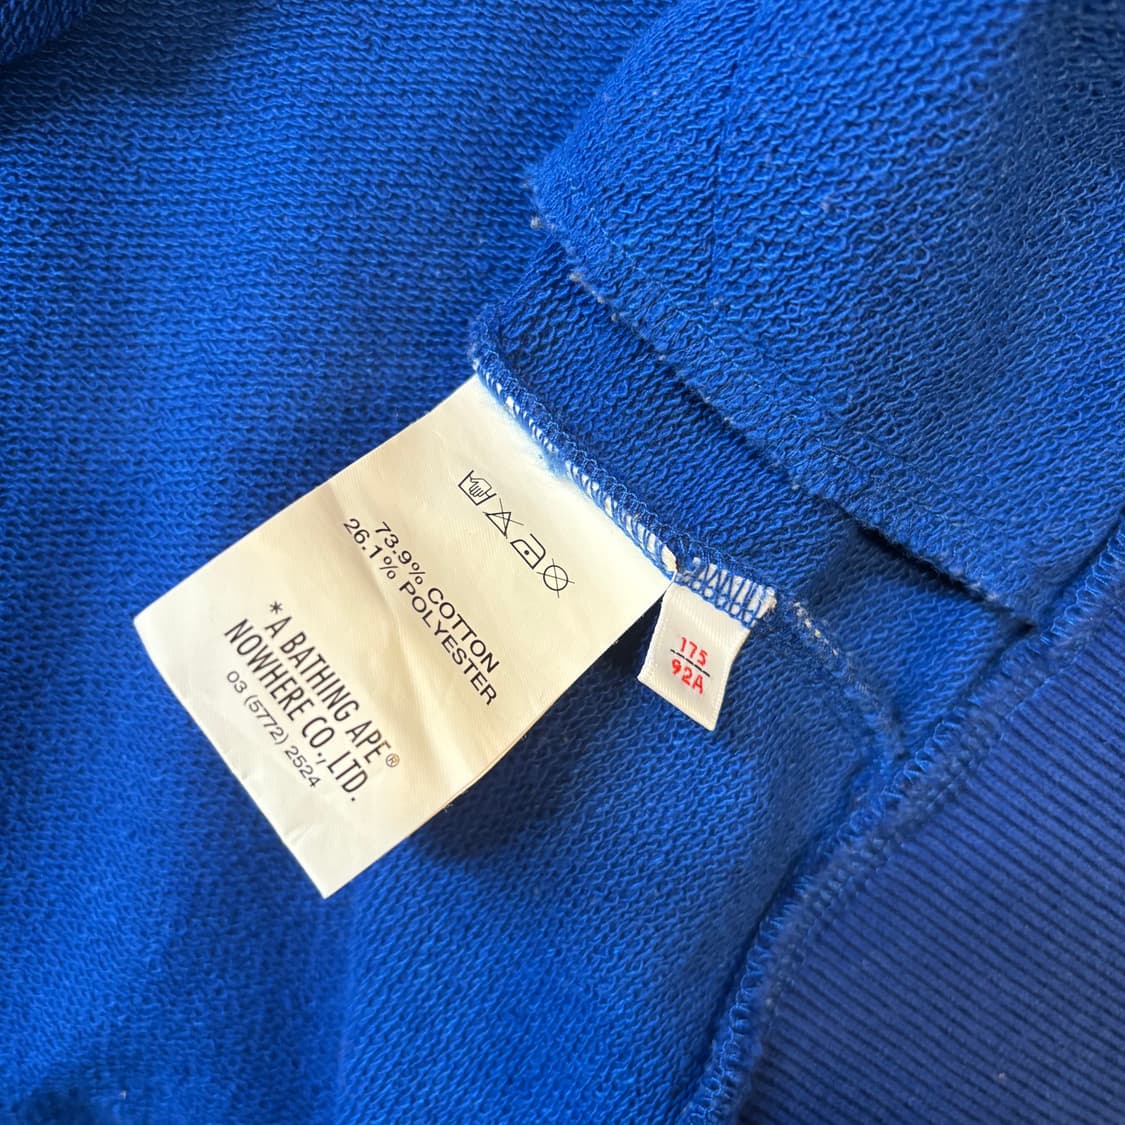 73.9% COTTON
26.1% POLYESTER
*A BATHING APE®
NOWHERE CO., LTD.
03 (5772) 2524
175
92A